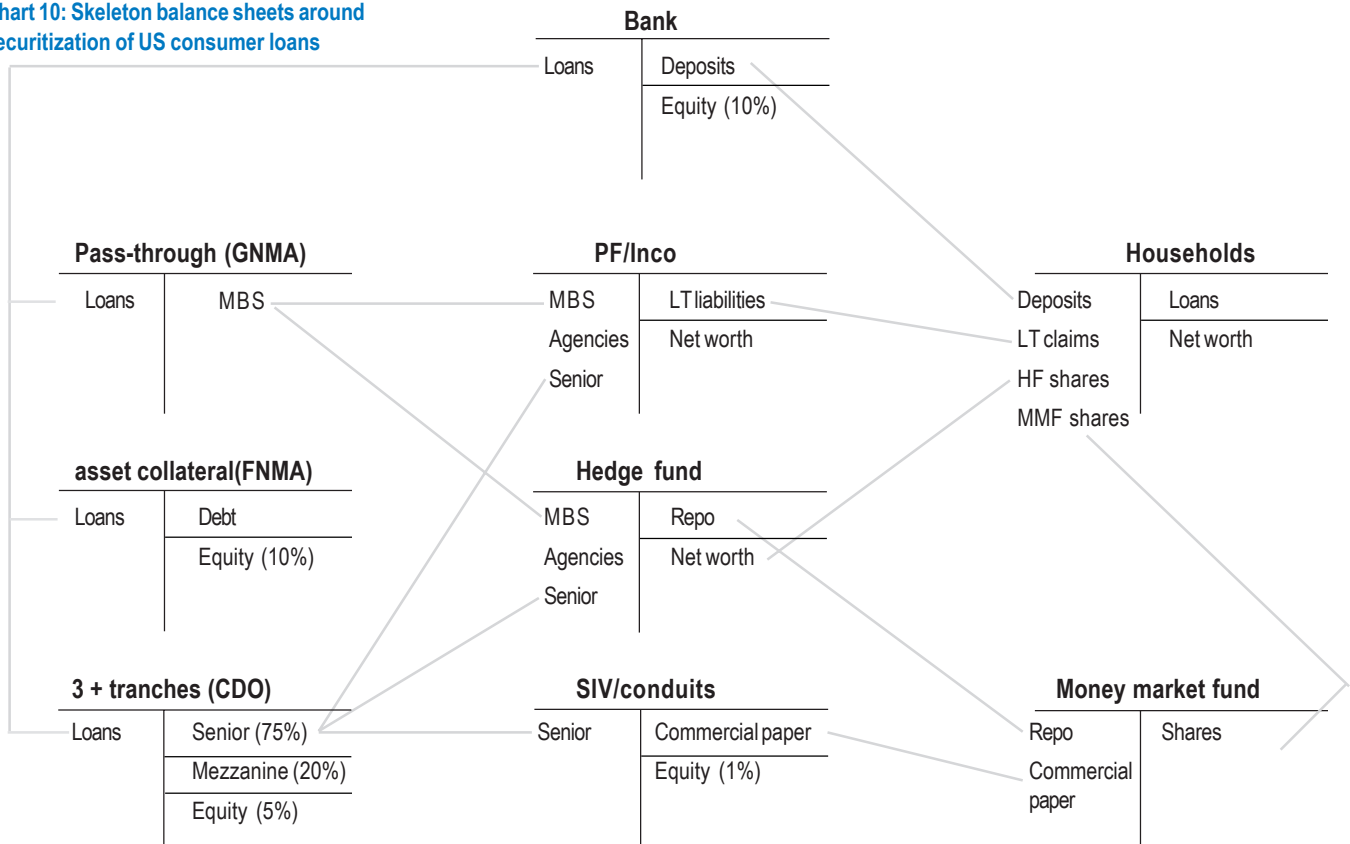 hart 10: Skeleton balance sheets around
ecuritization of US consumer loans
Bank
Loans
Deposits
Equity (10%)
Pass-through (GNMA)
Loans
MBS
PF/Inco
MBS
LT liabilities
Agencies
Net worth
Senior
Households
Deposits
Loans
LT claims
Net worth
HF shares
MMF shares
asset collateral(FNMA)
Loans
Debt
Equity (10%)
Hedge fund
MBS
Repo
Agencies
Net worth
Senior
3 + tranches (CDO)
Loans
Senior (75%)
Mezzanine (20%)
Equity (5%)
SIV/conduits
Senior
Commercial paper
Equity (1%)
Money market fund
Repo
Shares
Commercial
paper